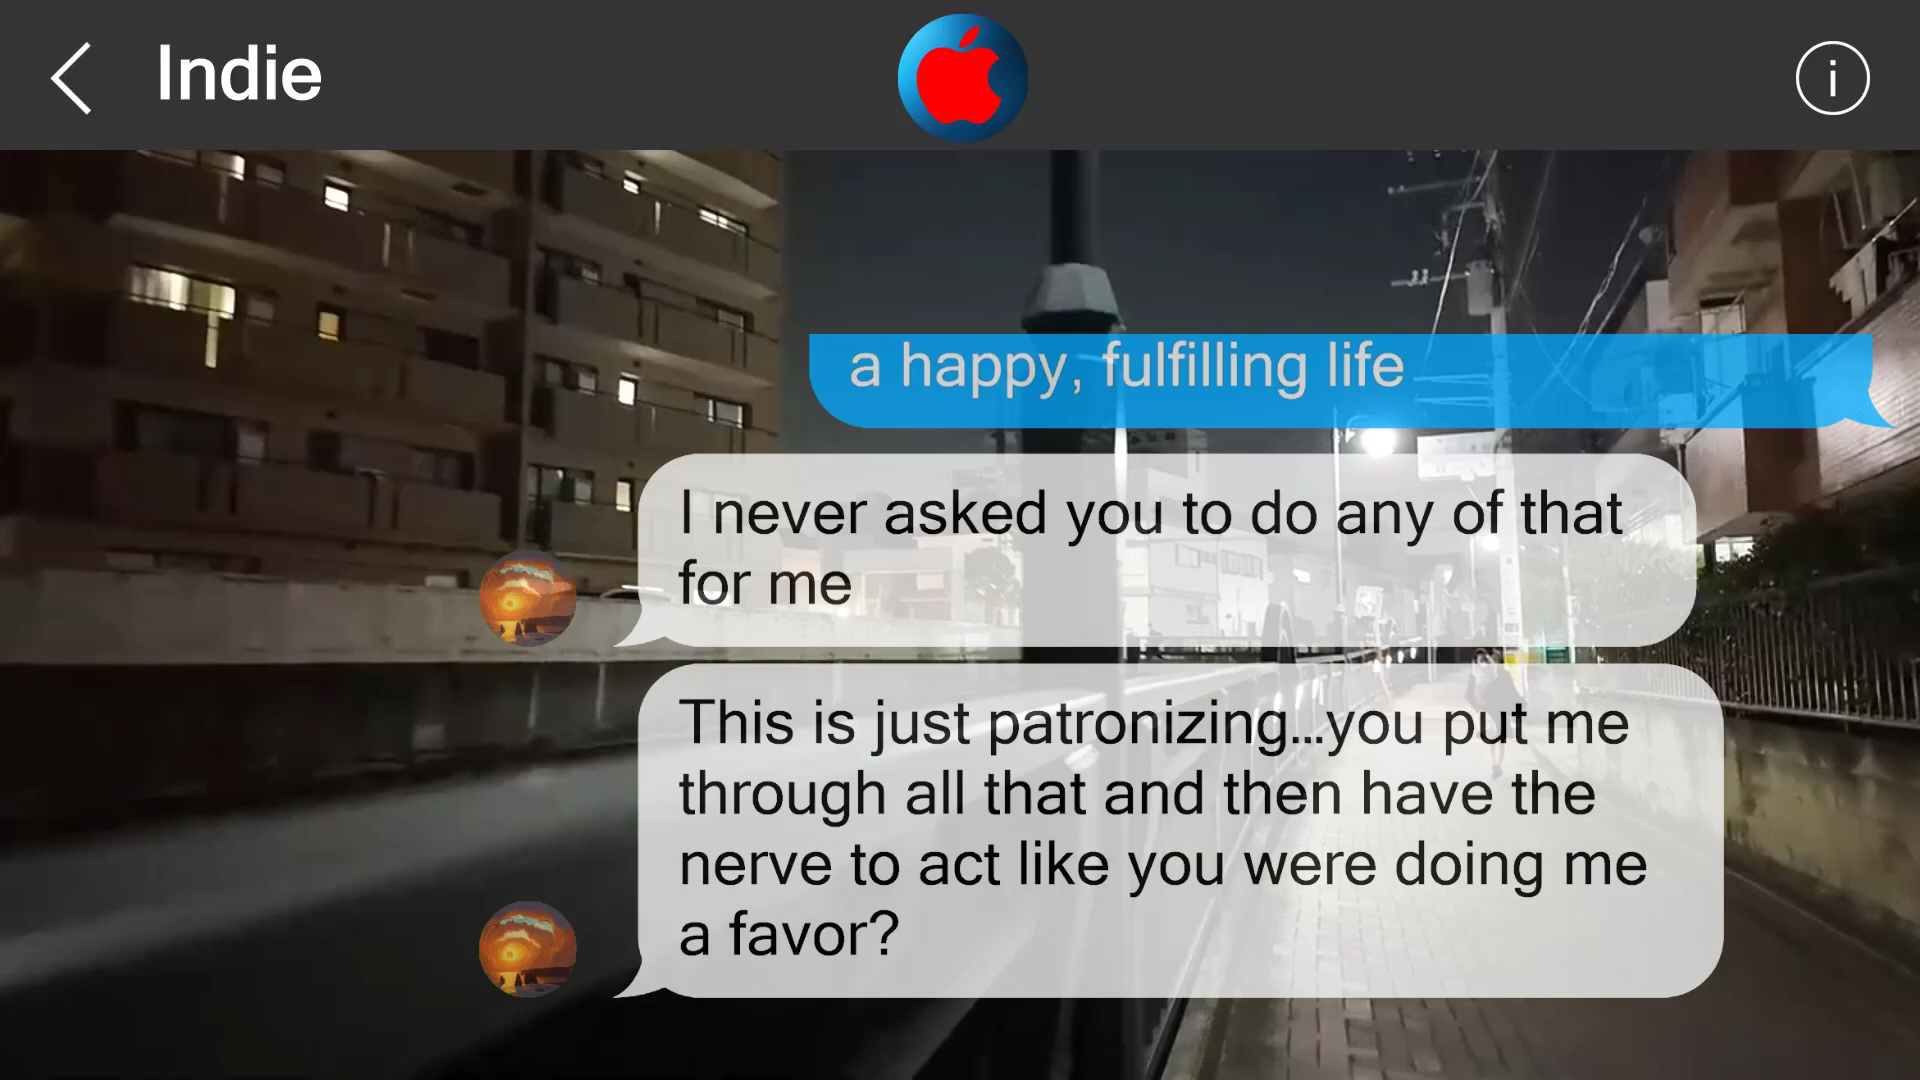 Indie
a happy, fulfilling life
I never asked you to do any of that
for me
This is just patronizing...you put me
through all that and then have the
nerve to act like you were doing me
a favor?